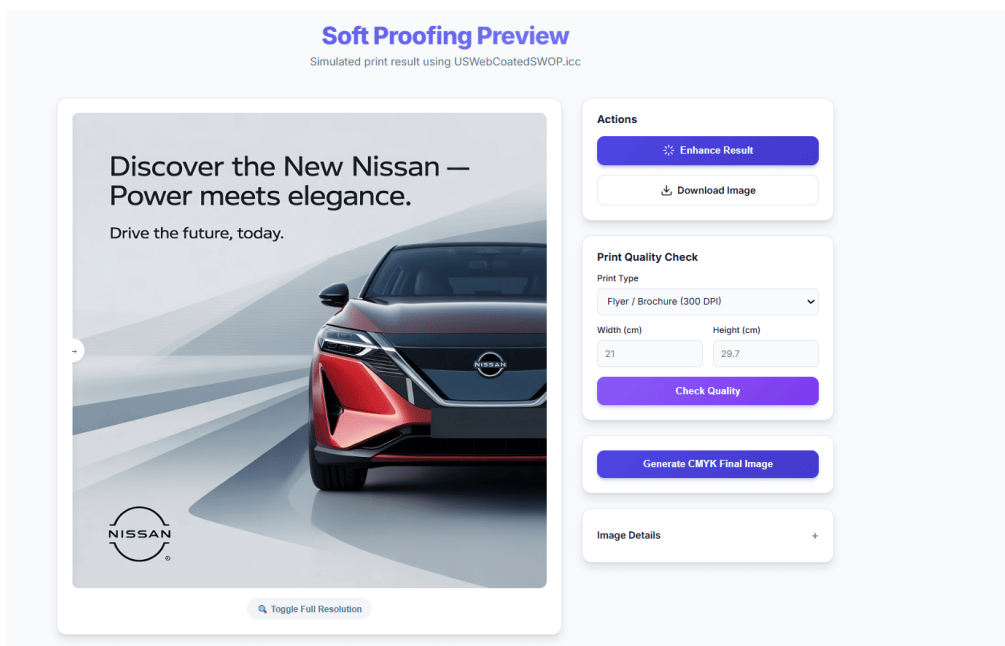 Soft Proofing Preview
Simulated print result using USWebCoatedSWOP.icc
Discover the New Nissan —
Power meets elegance.
Drive the future, today.
NISSAN
NISSAN
®
→
🔍 Toggle Full Resolution
Actions
Enhance Result
Download Image
Print Quality Check
Print Type
Flyer / Brochure (300 DPI)
Width (cm) Height (cm)
21 29.7
Check Quality
Generate CMYK Final Image
Image Details +